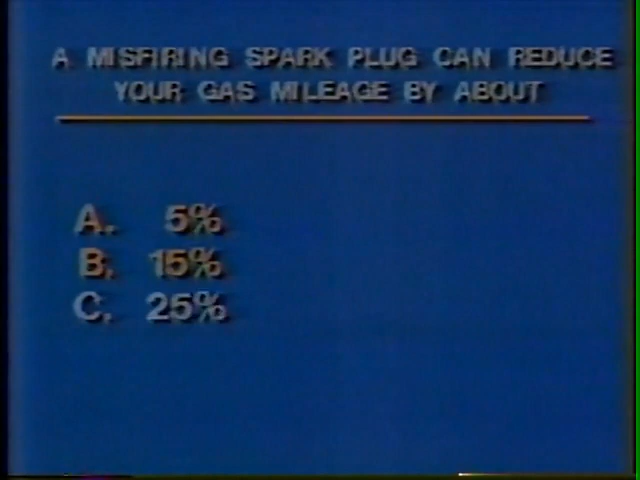 A MISFIRING SPARK PLUG CAN REDUCE
YOUR GAS MILEAGE BY ABOUT
A. 5%
B. 15%
C. 25%